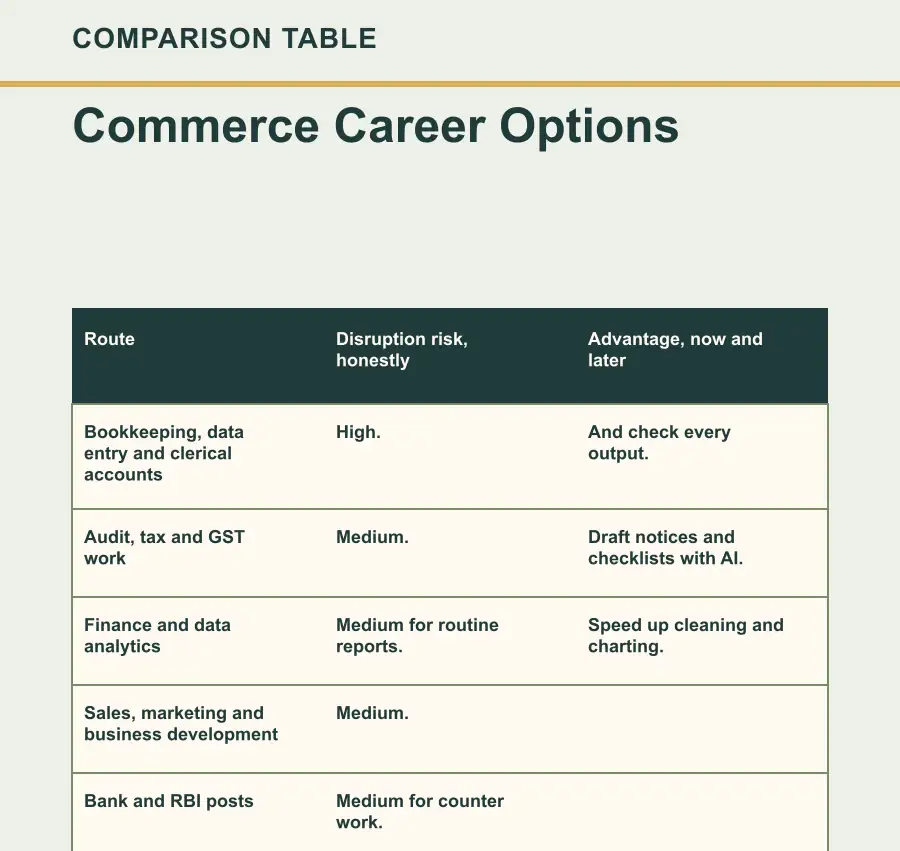 COMPARISON TABLE
Commerce Career Options
Route
Disruption risk,
honestly
Advantage, now and
later
Bookkeeping, data
entry and clerical
accounts
High.
And check every
output.
Audit, tax and GST
work
Medium.
Draft notices and
checklists with AI.
Finance and data
analytics
Medium for routine
reports.
Speed up cleaning and
charting.
Sales, marketing and
business development
Medium.
Bank and RBI posts
Medium for counter
work.